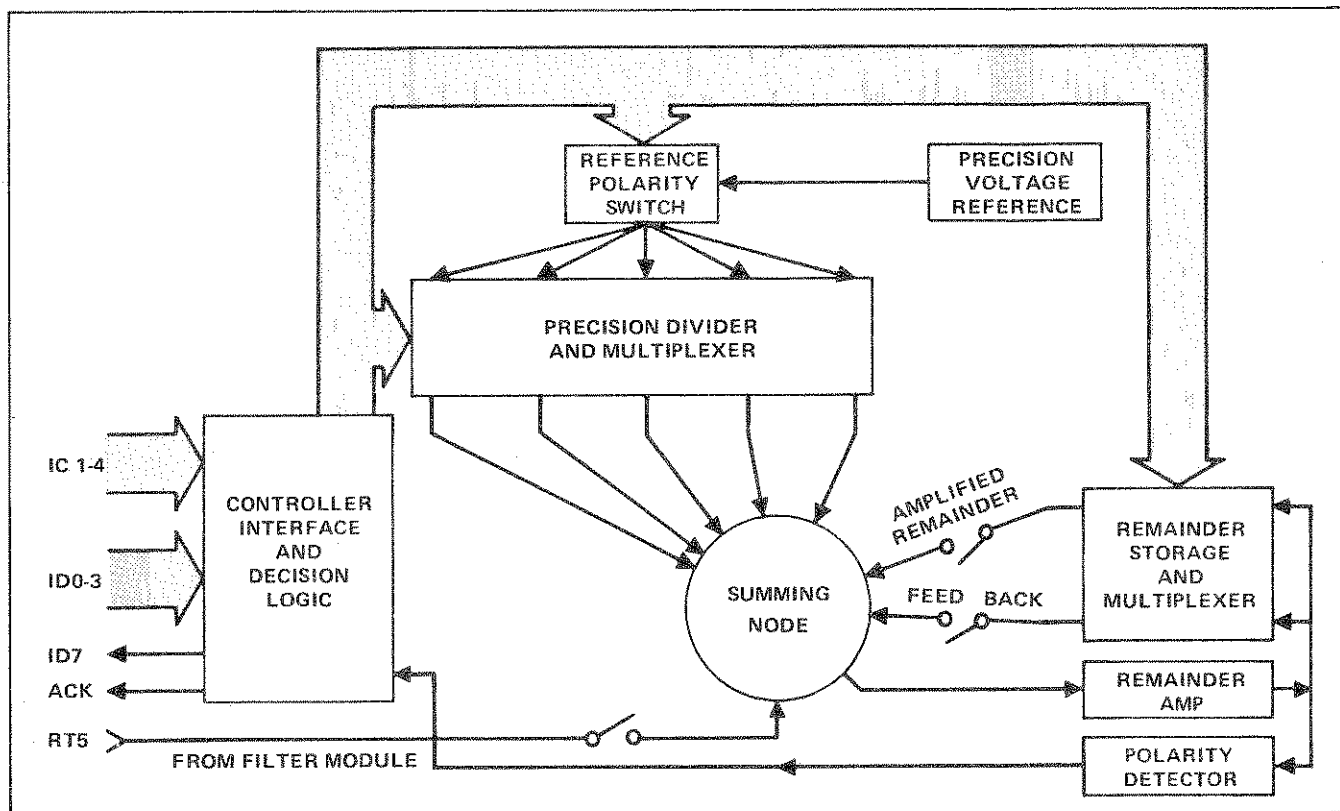 REFERENCE
POLARITY
SWITCH
PRECISION
VOLTAGE
REFERENCE
PRECISION DIVIDER
AND MULTIPLEXER
IC 1-4
ID0-3
ID7
ACK
RT5
CONTROLLER
INTERFACE
AND
DECISION
LOGIC
FROM FILTER MODULE
SUMMING
NODE
AMPLIFIED
REMAINDER
FEED BACK
REMAINDER
STORAGE
AND
MULTIPLEXER
REMAINDER
AMP
POLARITY
DETECTOR